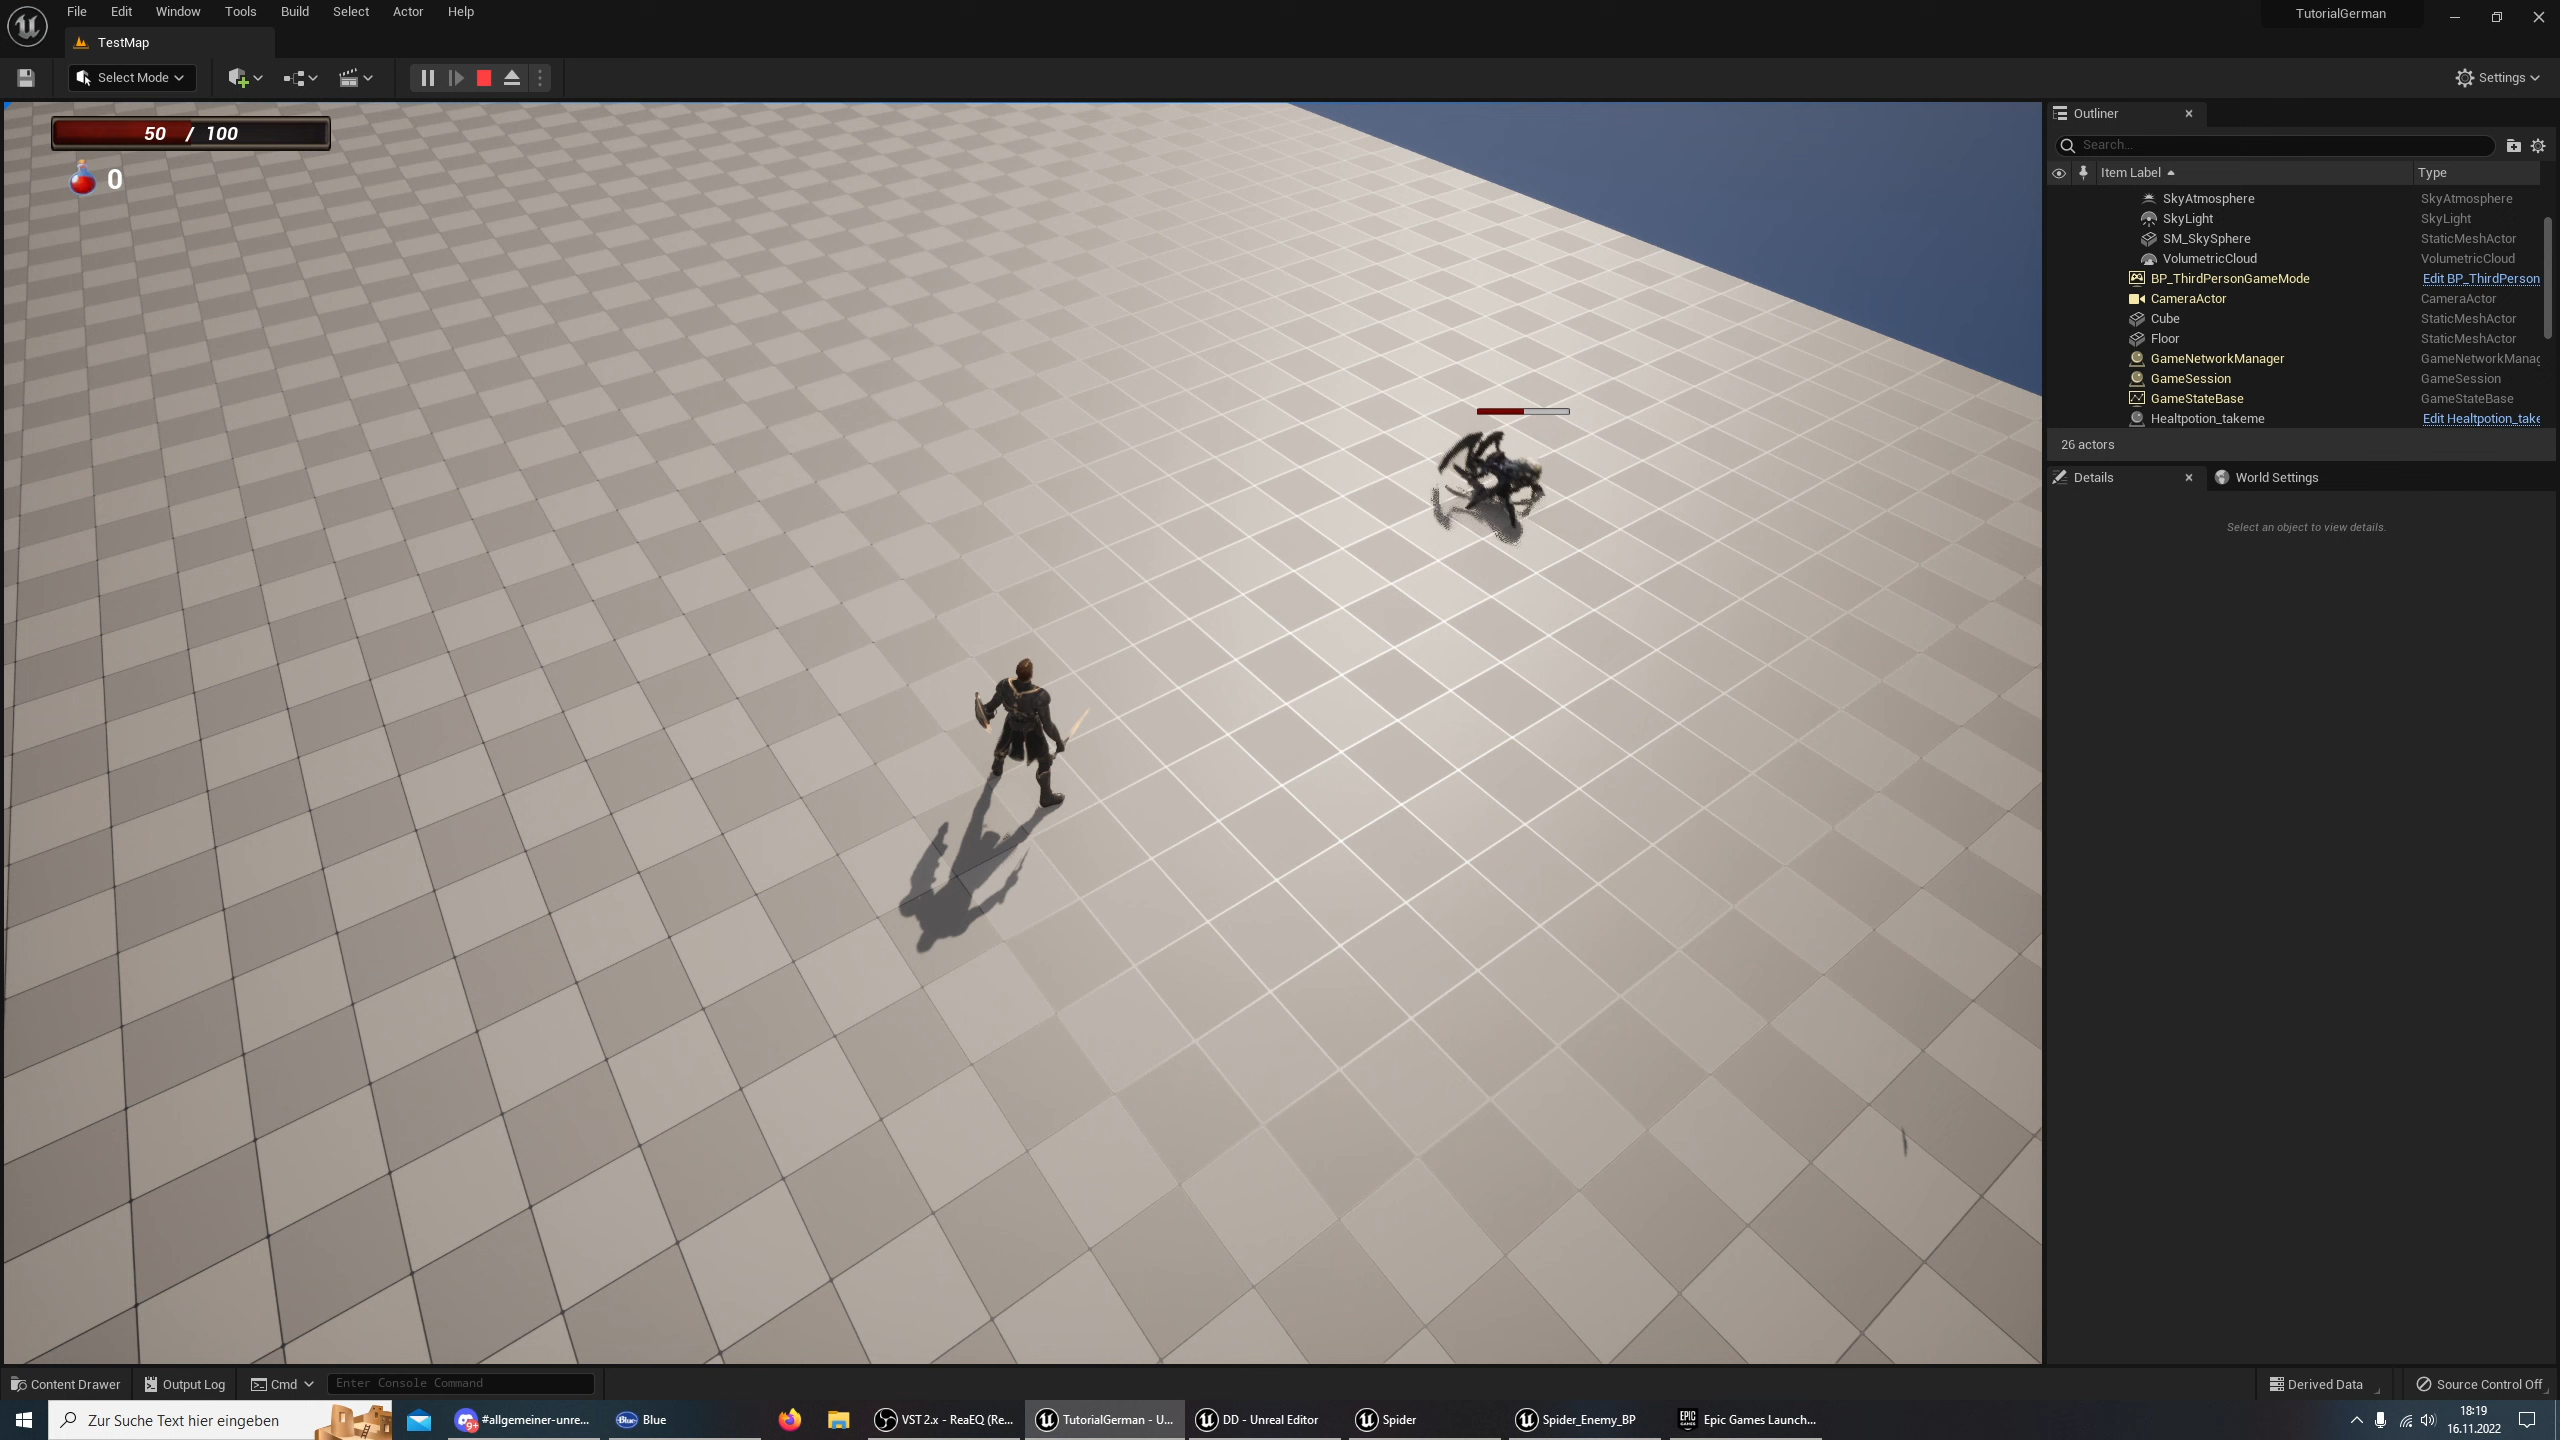 File Edit Window Tools Build Select Actor Help
TutorialGerman
TestMap
Select Mode
Settings
50 / 100
0
Outliner
Search...
Item Label Type
SkyAtmosphere SkyAtmosphere
SkyLight SkyLight
SM_SkySphere StaticMeshActor
VolumetricCloud VolumetricCloud
BP_ThirdPersonGameMode Edit BP_ThirdPerson
CameraActor CameraActor
Cube StaticMeshActor
Floor StaticMeshActor
GameNetworkManager GameNetworkManag
GameSession GameSession
GameStateBase GameStateBase
Healtpotion_takeme Edit Healtpotion_take
26 actors
Details World Settings
Select an object to view details.
Content Drawer Output Log Cmd Enter Console Command
Derived Data Source Control Off
Zur Suche Text hier eingeben
9+ #allgemeiner-unre...
Blue Blue
VST 2.x - ReaEQ (Re...
TutorialGerman - U...
DD - Unreal Editor
Spider
Spider_Enemy_BP
EPIC GAMES Epic Games Launch...
18:19
16.11.2022